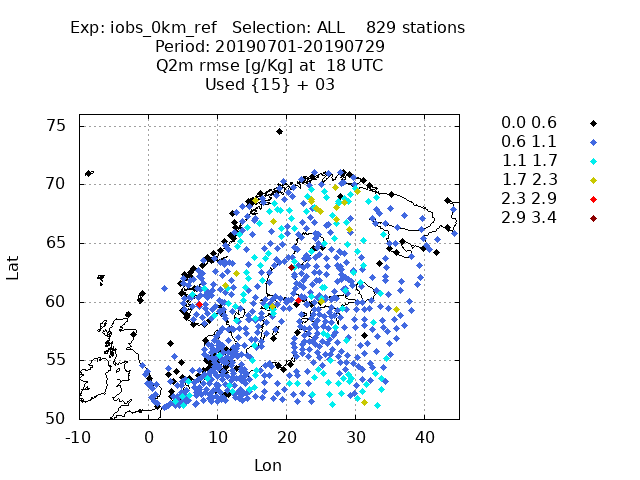 Exp: iobs_0km_ref   Selection: ALL    829 stations
Period: 20190701-20190729
Q2m rmse [g/Kg] at  18 UTC
Used {15} + 03
0.0 0.6
0.6 1.1
1.1 1.7
1.7 2.3
2.3 2.9
2.9 3.4
Lat
75
70
65
60
55
50
-10 0 10 20 30 40
Lon